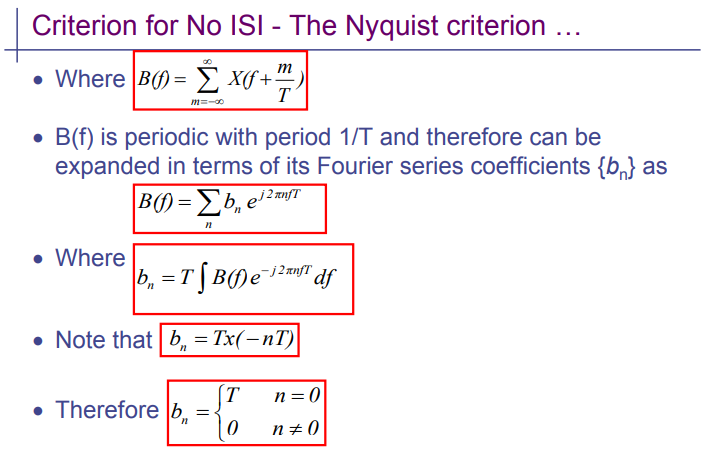 Criterion for No ISI - The Nyquist criterion …
• Where B(f) = ∑_{m=-∞}^{∞} X(f + m/T)
• B(f) is periodic with period 1/T and therefore can be
expanded in terms of its Fourier series coefficients {b_n} as
B(f) = ∑_n b_n e^{j2πnfT}
• Where
b_n = T ∫ B(f) e^{-j2πnfT} df
• Note that b_n = Tx(-nT)
• Therefore b_n = { T n = 0
0 n ≠ 0